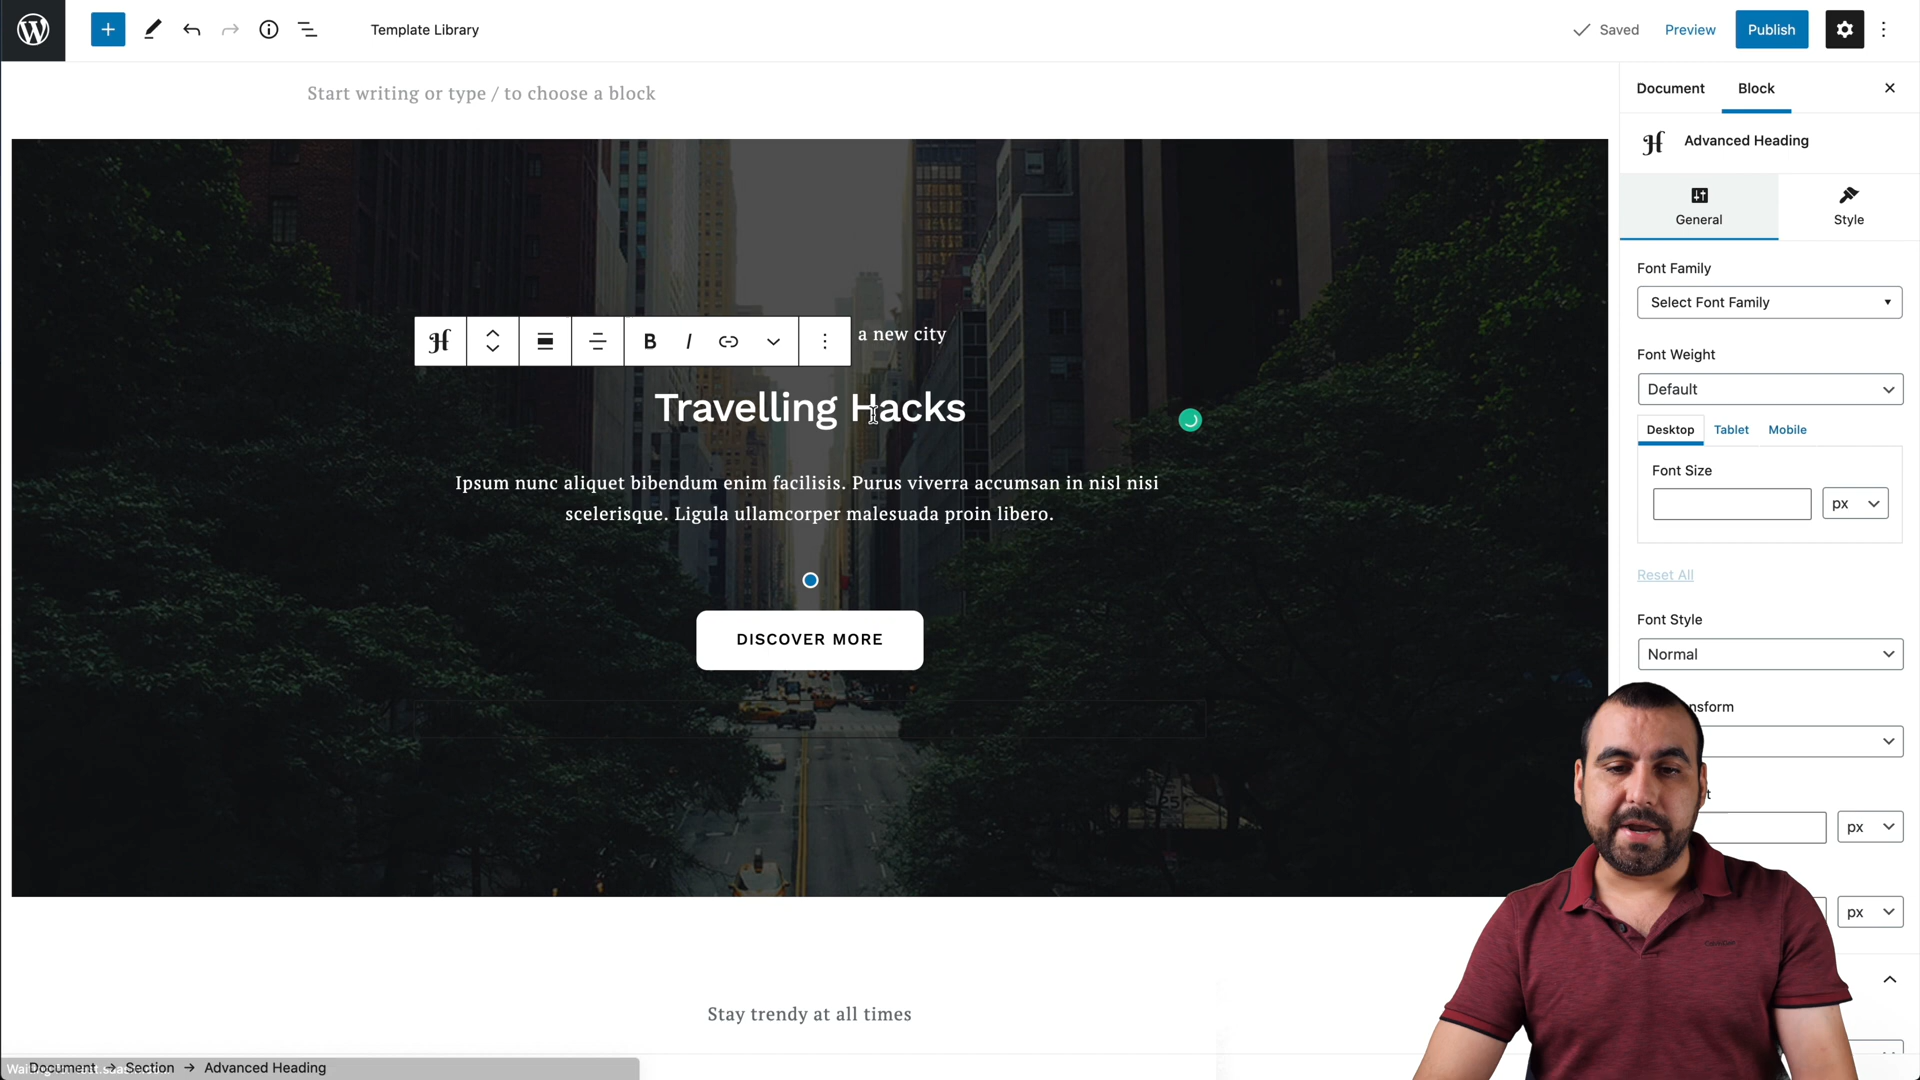 Template Library
Saved
Preview
Publish
Start writing or type / to choose a block
Document
Block
Advanced Heading
General
Style
Font Family
Select Font Family
Font Weight
Default
Desktop
Tablet
Mobile
Font Size
px
Reset All
Font Style
Normal
nsform
t
px
px
B I
a new city
Travelling Hacks
Ipsum nunc aliquet bibendum enim facilisis. Purus viverra accumsan in nisl nisi
scelerisque. Ligula ullamcorper malesuada proin libero.
DISCOVER MORE
25
Stay trendy at all times
Document → Section → Advanced Heading